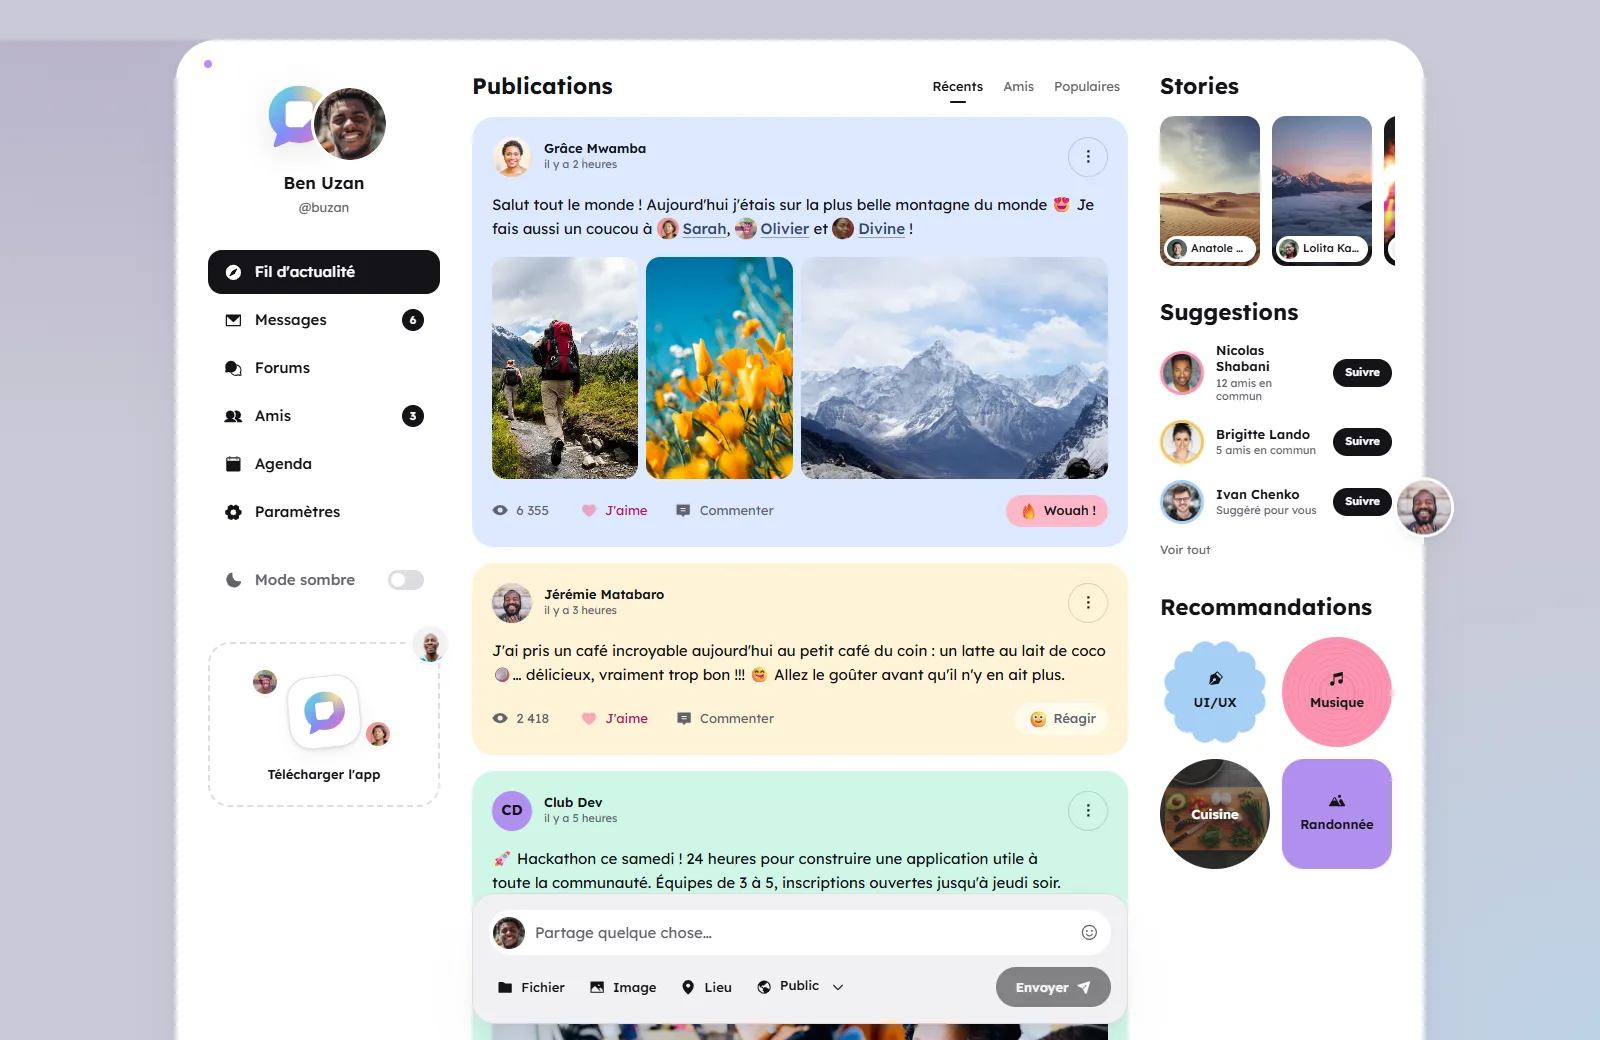 Ben Uzan
@buzan
Fil d'actualité
Messages 6
Forums
Amis 3
Agenda
Paramètres
Mode sombre
Télécharger l'app
Publications
Récents Amis Populaires
Grâce Mwamba
il y a 2 heures
Salut tout le monde ! Aujourd'hui j'étais sur la plus belle montagne du monde 😍 Je
fais aussi un coucou à Sarah, Olivier et Divine !
6 355 J'aime Commenter 🔥 Wouah !
Jérémie Matabaro
il y a 3 heures
J'ai pris un café incroyable aujourd'hui au petit café du coin : un latte au lait de coco
🥥... délicieux, vraiment trop bon !!! 😋 Allez le goûter avant qu'il n'y en ait plus.
2 418 J'aime Commenter Réagir
CD
Club Dev
il y a 5 heures
🚀 Hackathon ce samedi ! 24 heures pour construire une application utile à
toute la communauté. Équipes de 3 à 5, inscriptions ouvertes jusqu'à jeudi soir.
Partage quelque chose...
Fichier Image Lieu Public Envoyer
Stories
Anatole ...
Lolita Ka...
Suggestions
Nicolas
Shabani
12 amis en
commun
Suivre
Brigitte Lando
5 amis en commun
Suivre
Ivan Chenko
Suggéré pour vous
Suivre
Voir tout
Recommandations
UI/UX
Musique
Cuisine
Randonnée